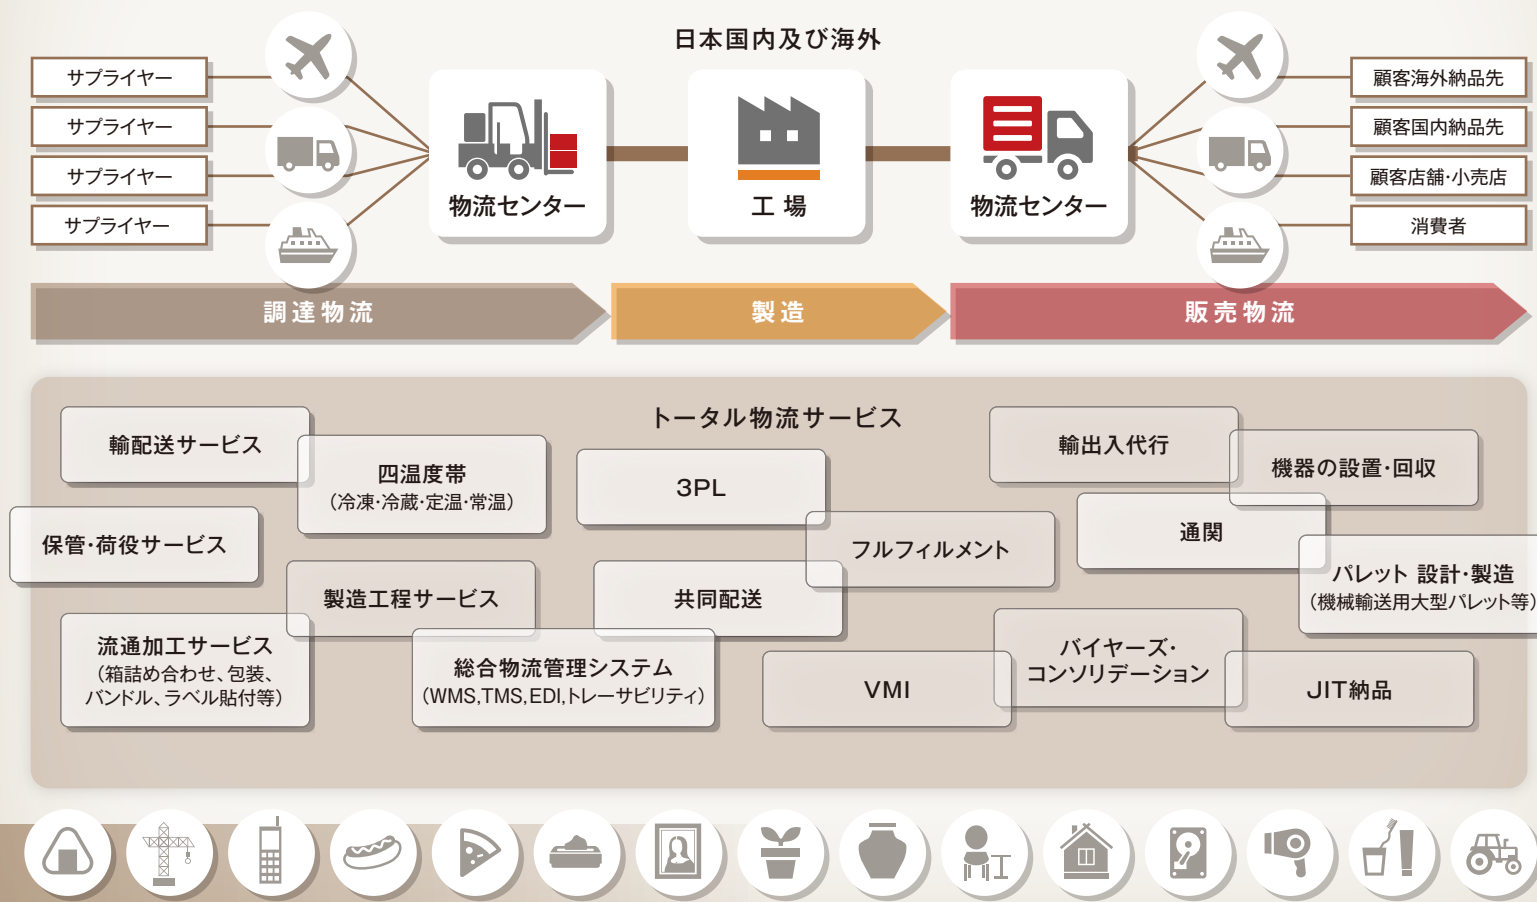 日本国内及び海外
サプライヤー
サプライヤー
サプライヤー
サプライヤー
物流センター
工 場
物流センター
顧客海外納品先
顧客国内納品先
顧客店舗・小売店
消費者
調達物流
製造
販売物流
トータル物流サービス
輸配送サービス
四温度帯
（冷凍・冷蔵・定温・常温）
3PL
輸出入代行
機器の設置・回収
保管・荷役サービス
フルフィルメント
通関
パレット 設計・製造
（機械輸送用大型パレット等）
製造工程サービス
共同配送
流通加工サービス
（箱詰め合わせ、包装、
バンドル、ラベル貼付等）
総合物流管理システム
（WMS,TMS,EDI,トレーサビリティ）
VMI
バイヤーズ・
コンソリデーション
JIT納品